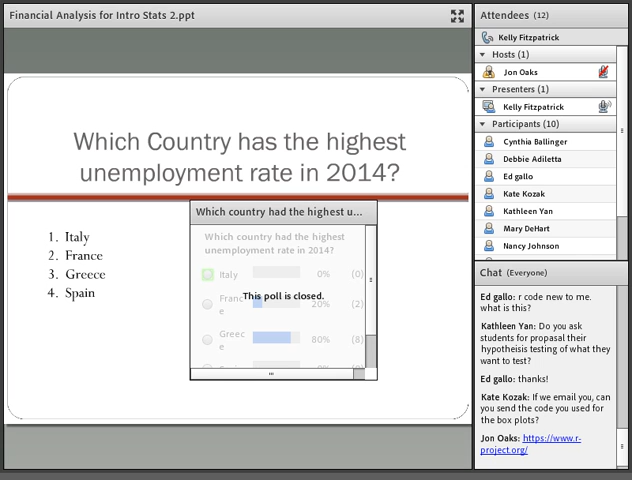 Financial Analysis for Intro Stats 2.ppt
Which Country has the highest
unemployment rate in 2014?
1. Italy
2. France
3. Greece
4. Spain
Which country had the highest u...
Which country had the highest
unemployment rate in 2014?
Italy 0% (0)
This poll is closed.
Franc 20% (2)
e
Greec 80% (8)
e
Attendees (12)
Kelly Fitzpatrick
Hosts (1)
Jon Oaks
Presenters (1)
Kelly Fitzpatrick
Participants (10)
Cynthia Ballinger
Debbie Adiletta
Ed gallo
Kate Kozak
Kathleen Yan
Mary DeHart
Nancy Johnson
Chat (Everyone)
Ed gallo: r code new to me.
what is this?
Kathleen Yan: Do you ask
students for propasal their
hypotheisis testing of what they
want to test?
Ed gallo: thanks!
Kate Kozak: If we email you, can
you send the code you used for
the box plots?
Jon Oaks: https://www.r-
project.org/